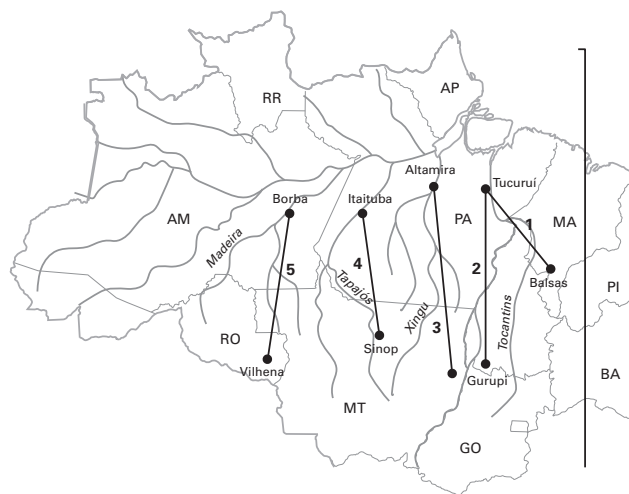 AP
RR
Altamira
Tucuruí
Borba
Itaituba
AM
PA
1
MA
Madeira
5
4
2
Balsas
PI
Tapajós
Xingu
Tocantins
RO
3
Sinop
Vilhena
Gurupi
BA
MT
GO